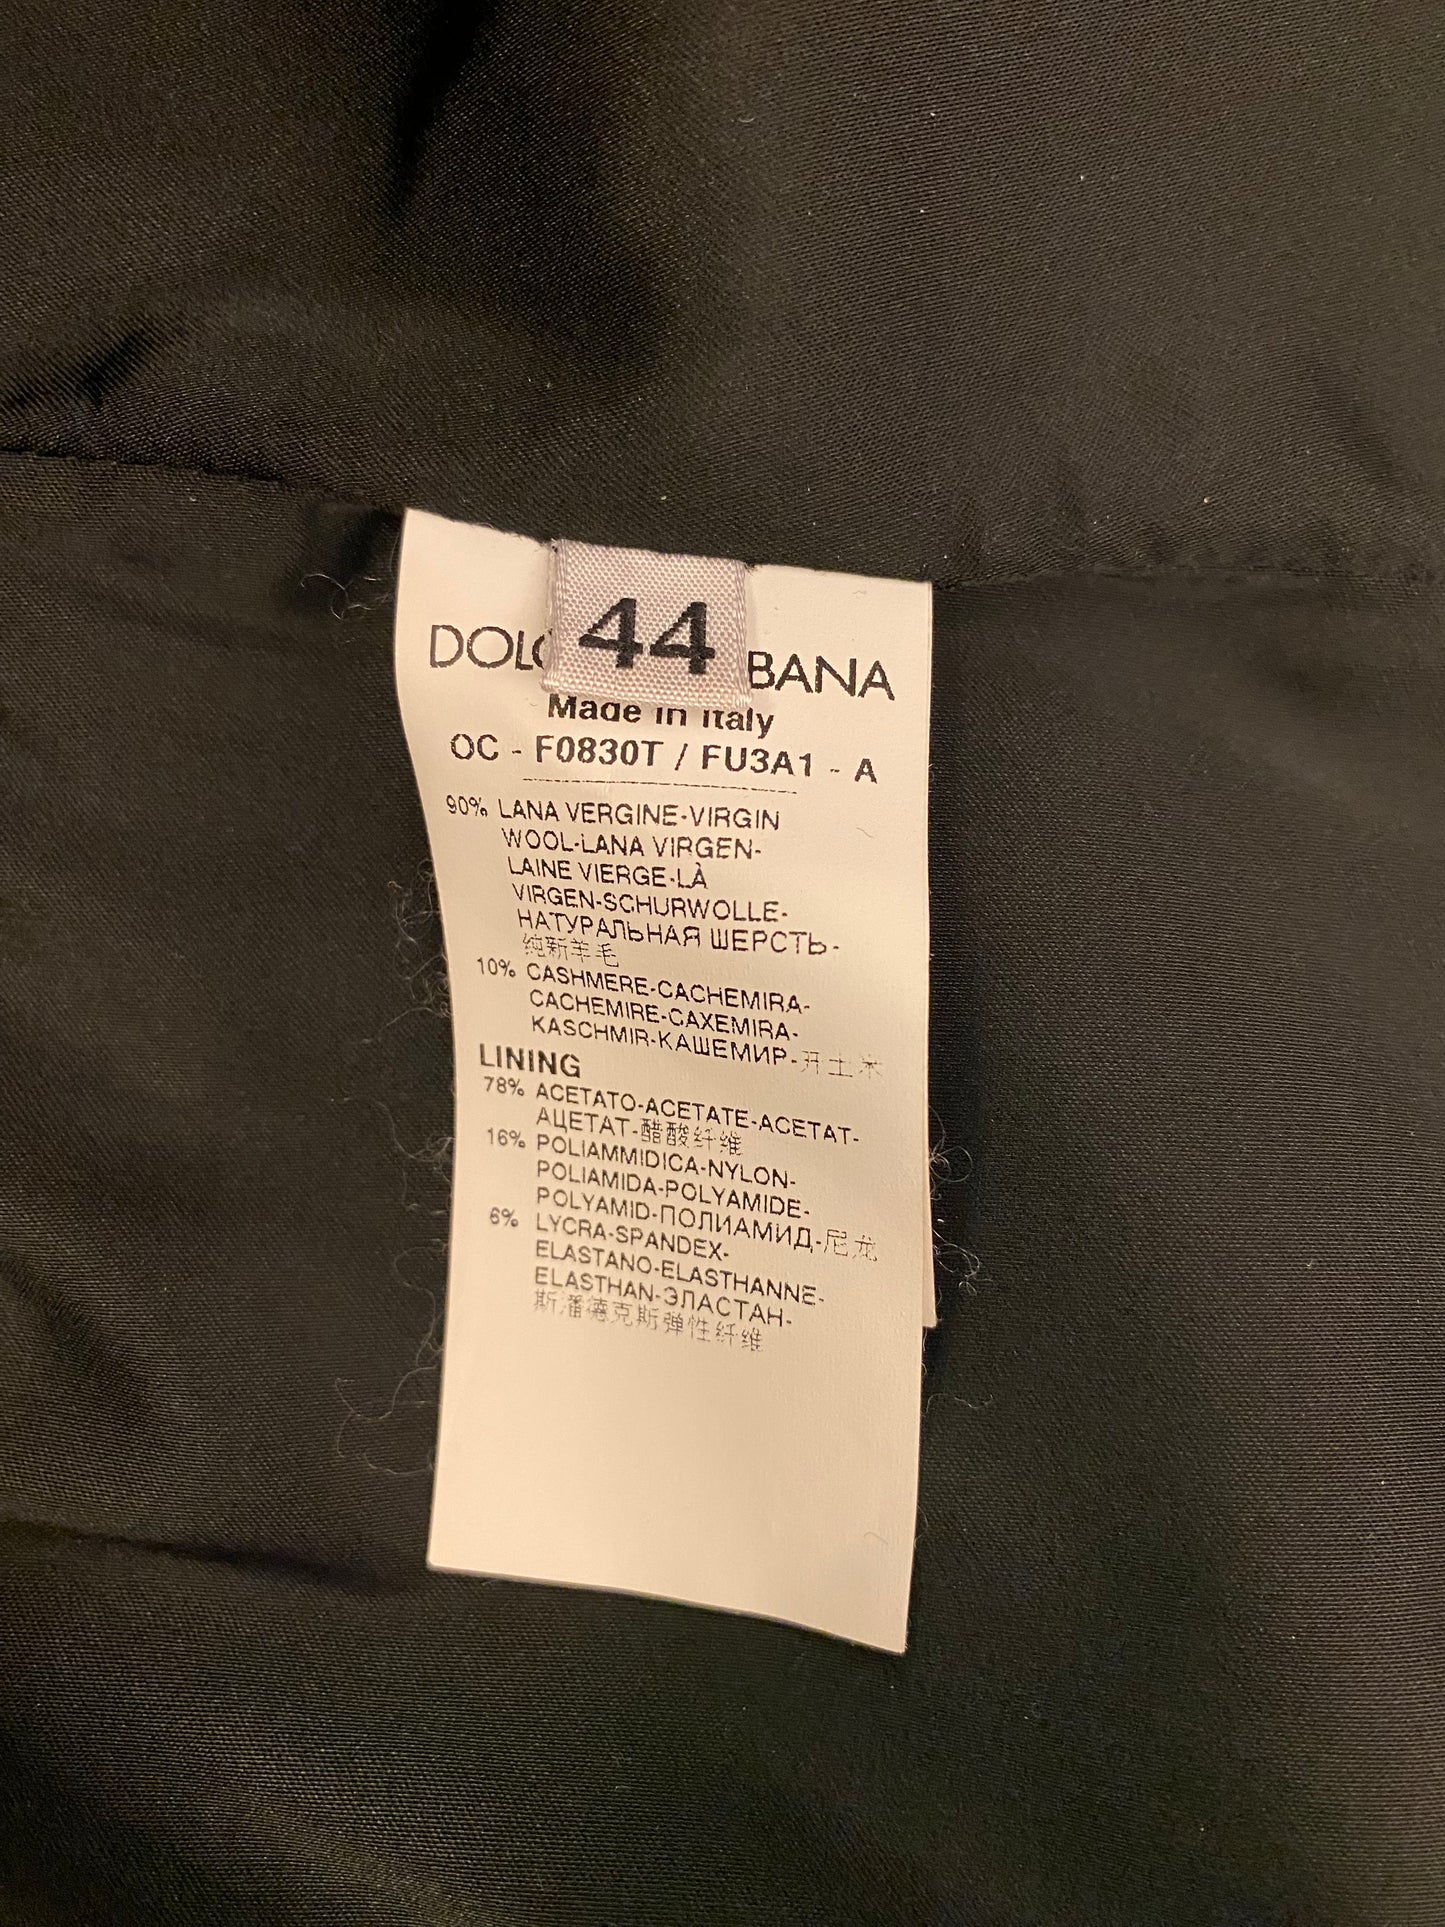 44
DOLC BANA
Made in Italy
OC - F0830T / FU3A1 - A
90% LANA VERGINE-VIRGIN
WOOL-LANA VIRGEN-
LAINE VIERGE-LÀ
VIRGEN-SCHURWOLLE-
НАТУРАЛЬНАЯ ШЕРСТЬ-
纯新羊毛
10% CASHMERE-CACHEMIRA-
CACHEMIRE-CAXEMIRA-
KASCHMIR-КАШЕМИР-开士米
LINING
78% ACETATO-ACETATE-ACETAT-
АЦЕТАТ-醋酸纤维
16% POLIAMMIDICA-NYLON-
POLIAMIDA-POLYAMIDE-
POLYAMID-ПОЛИАМИД-尼龙
6% LYCRA-SPANDEX-
ELASTANO-ELASTHANNE-
ELASTHAN-ЭЛАСТАН-
斯潘德克斯弹性纤维